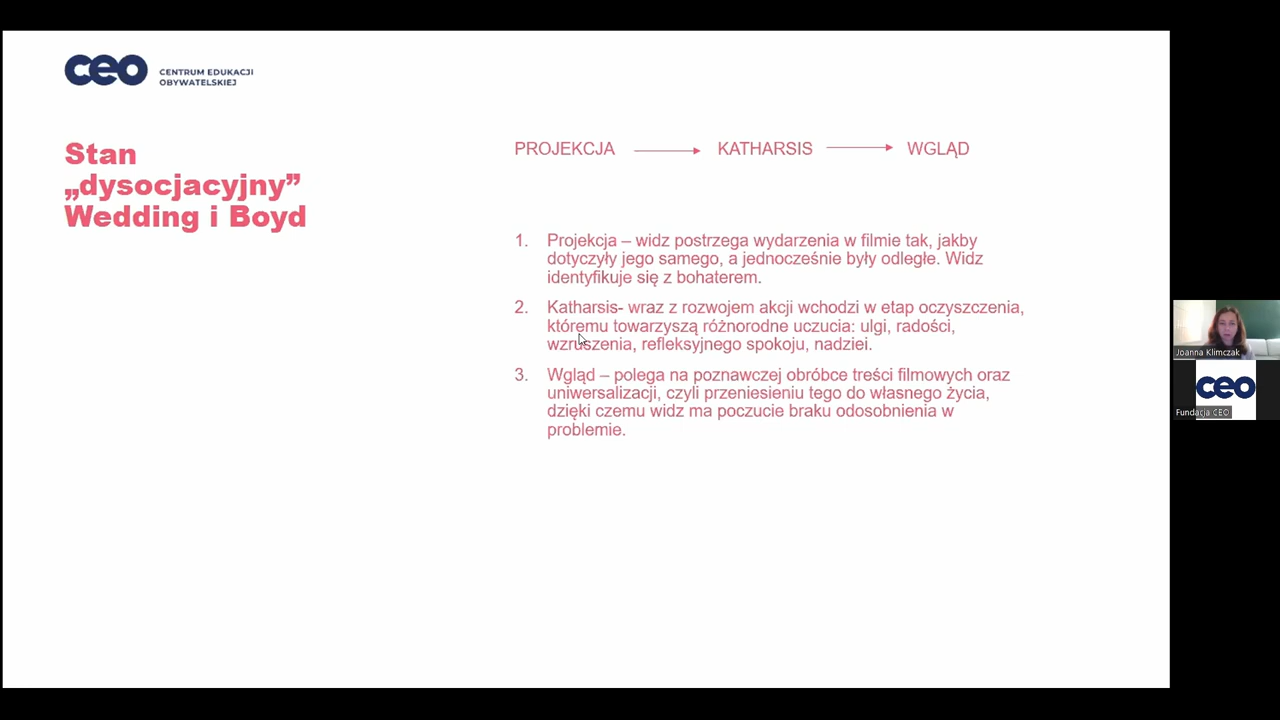 ceo CENTRUM EDUKACJI
OBYWATELSKIEJ
Stan
„dysocjacyjny”
Wedding i Boyd
PROJEKCJA KATHARSIS WGLĄD
1. Projekcja – widz postrzega wydarzenia w filmie tak, jakby
dotyczyły jego samego, a jednocześnie były odległe. Widz
identyfikuje się z bohaterem.
2. Katharsis- wraz z rozwojem akcji wchodzi w etap oczyszczenia,
któremu towarzyszą różnorodne uczucia: ulgi, radości,
wzruszenia, refleksyjnego spokoju, nadziei.
3. Wgląd – polega na poznawczej obróbce treści filmowych oraz
uniwersalizacji, czyli przeniesieniu tego do własnego życia,
dzięki czemu widz ma poczucie braku odosobnienia w
problemie.
Joanna Klimczak
ceo
Fundacja CEO